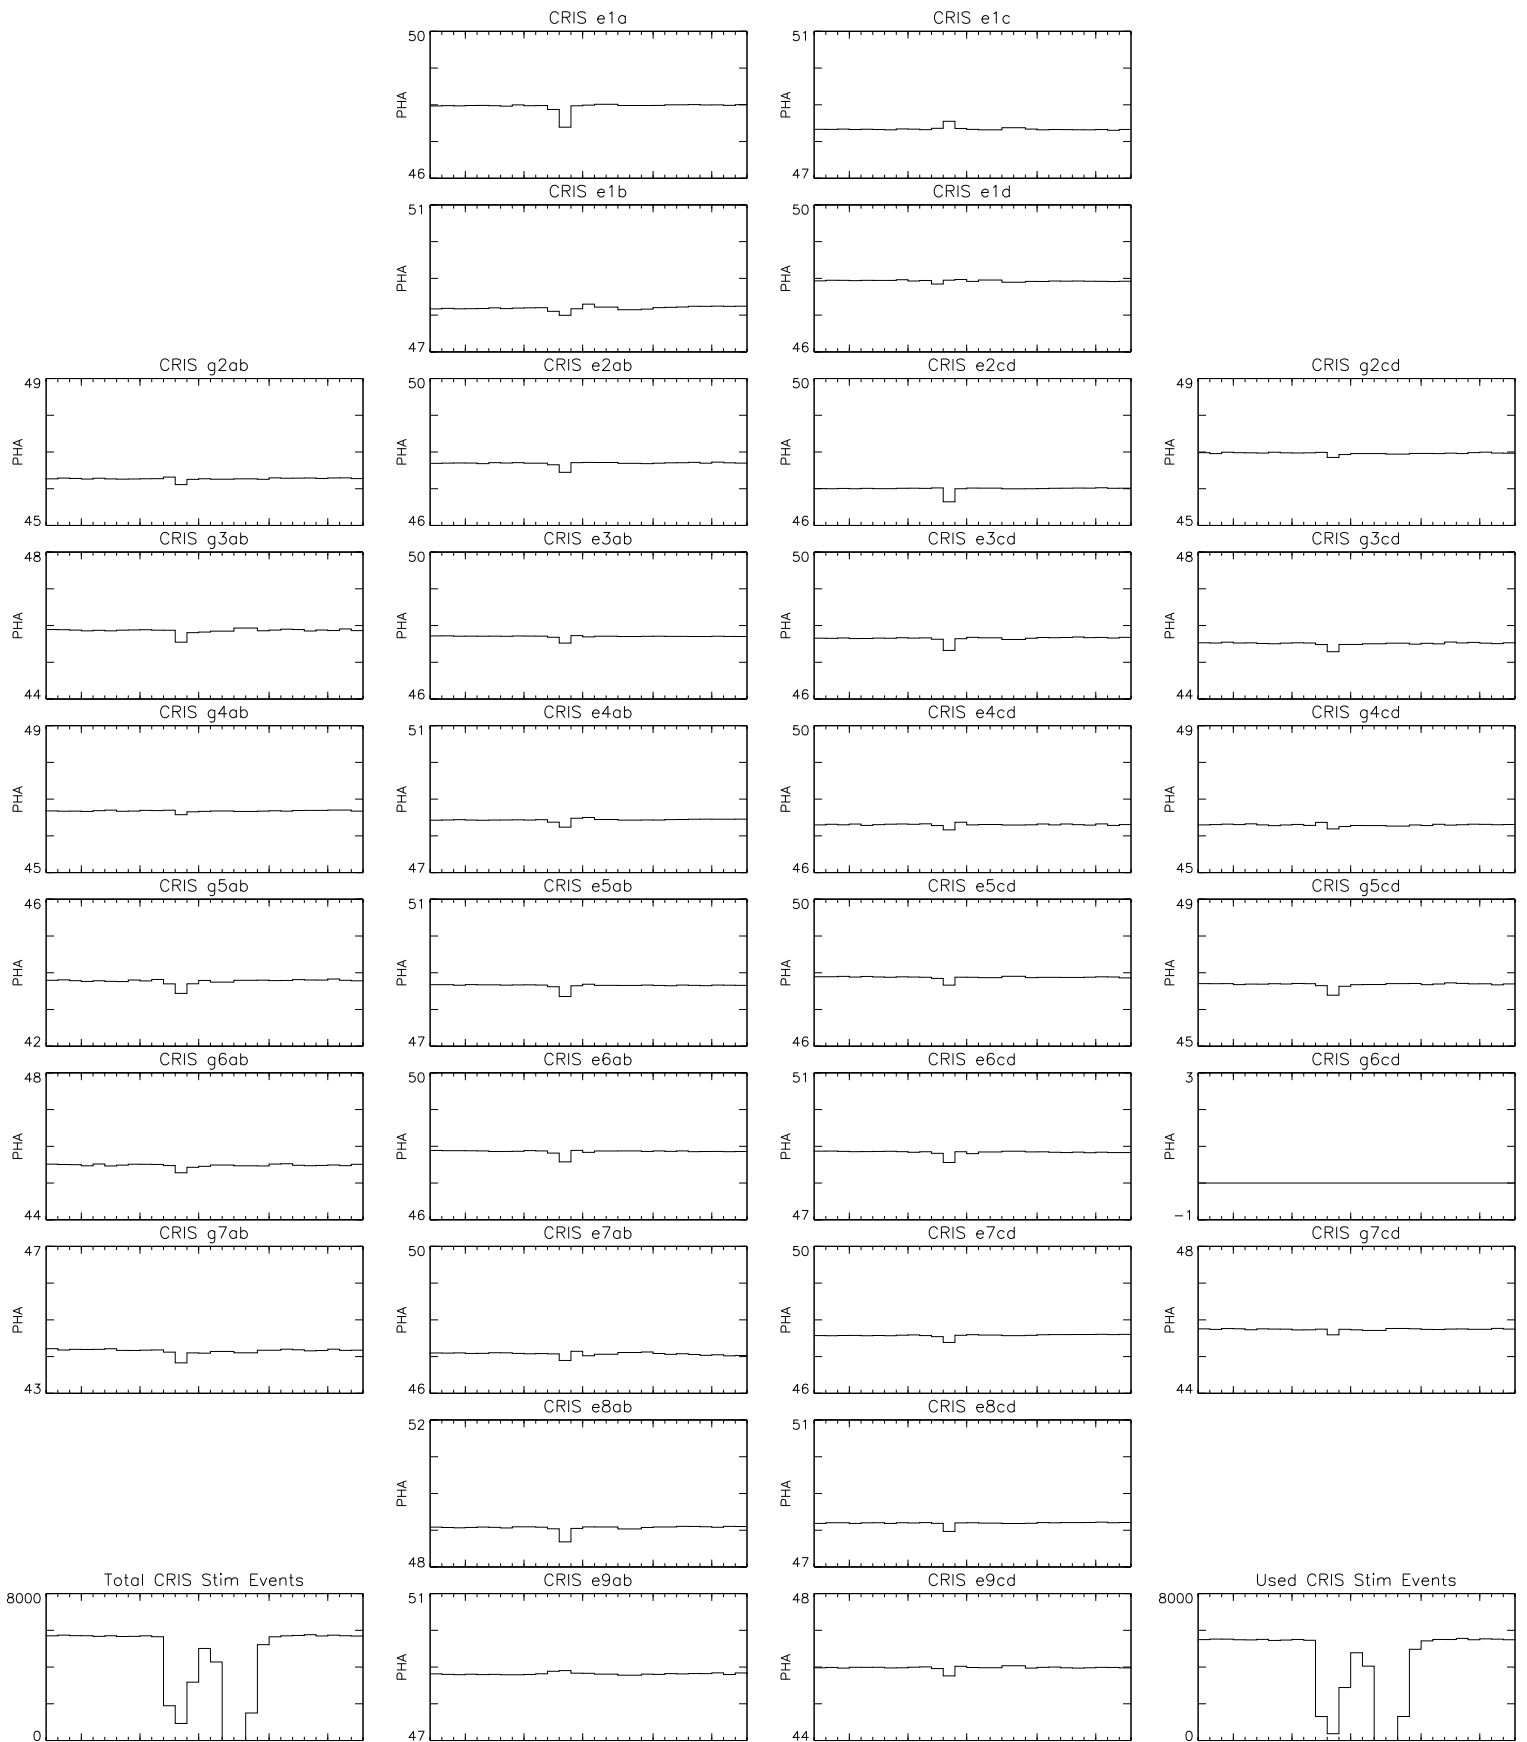 CRIS e1a
CRIS e1c
50
PHA
46
51
PHA
47
CRIS e1b
CRIS e1d
51
PHA
47
50
PHA
46
CRIS g2ab
CRIS e2ab
CRIS e2cd
CRIS g2cd
49
PHA
45
50
PHA
46
50
PHA
46
49
PHA
45
CRIS g3ab
CRIS e3ab
CRIS e3cd
CRIS g3cd
48
PHA
44
50
PHA
46
50
PHA
46
48
PHA
44
CRIS g4ab
CRIS e4ab
CRIS e4cd
CRIS g4cd
49
PHA
45
51
PHA
47
50
PHA
46
49
PHA
45
CRIS g5ab
CRIS e5ab
CRIS e5cd
CRIS g5cd
46
PHA
42
51
PHA
47
50
PHA
46
49
PHA
45
CRIS g6ab
CRIS e6ab
CRIS e6cd
CRIS g6cd
48
PHA
44
50
PHA
46
51
PHA
47
3
PHA
-1
CRIS g7ab
CRIS e7ab
CRIS e7cd
CRIS g7cd
47
PHA
43
50
PHA
46
50
PHA
46
48
PHA
44
CRIS e8ab
CRIS e8cd
52
PHA
48
51
PHA
47
Total CRIS Stim Events
CRIS e9ab
CRIS e9cd
Used CRIS Stim Events
8000
0
51
PHA
47
48
PHA
44
8000
0